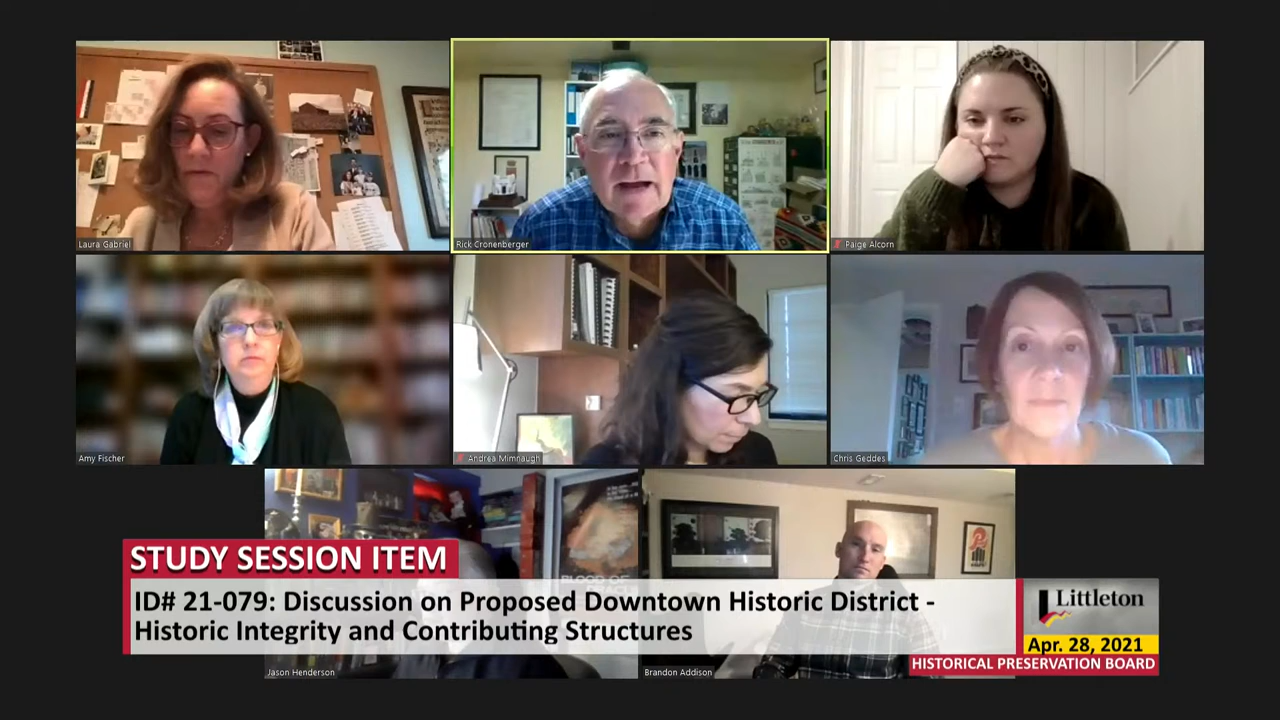 Laura Gabriel
Rick Cronenberger
Paige Alcorn
Amy Fischer
Andrea Mimnaugh
Chris Geddes
BLOOD OF
STUDY SESSION ITEM
ID# 21-079: Discussion on Proposed Downtown Historic District -
Historic Integrity and Contributing Structures
Littleton
Apr. 28, 2021
HISTORICAL PRESERVATION BOARD
Jason Henderson
Brandon Addison